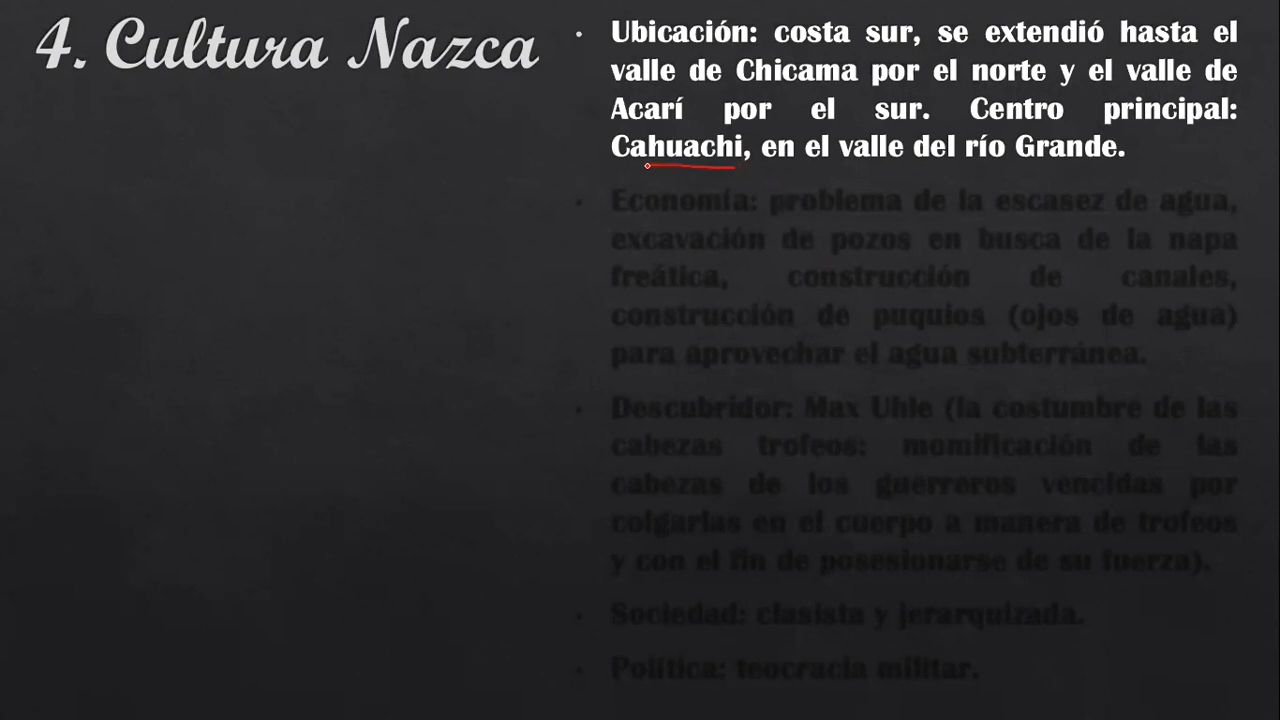 4. Cultura Nazca
• Ubicación: costa sur, se extendió hasta el
valle de Chicama por el norte y el valle de
Acarí por el sur. Centro principal:
Cahuachi, en el valle del río Grande.
• Economía: problema de la escasez de agua,
excavación de pozos en busca de la napa
freática, construcción de canales,
construcción de puquios (ojos de agua)
para aprovechar el agua subterránea.
• Descubridor: Max Uhle (la costumbre de las
cabezas trofeos: momificación de las
cabezas de los guerreros vencidas por
colgarlas en el cuerpo a manera de trofeos
y con el fin de posesionarse de su fuerza).
• Sociedad: clasista y jerarquizada.
• Política: teocracia militar.